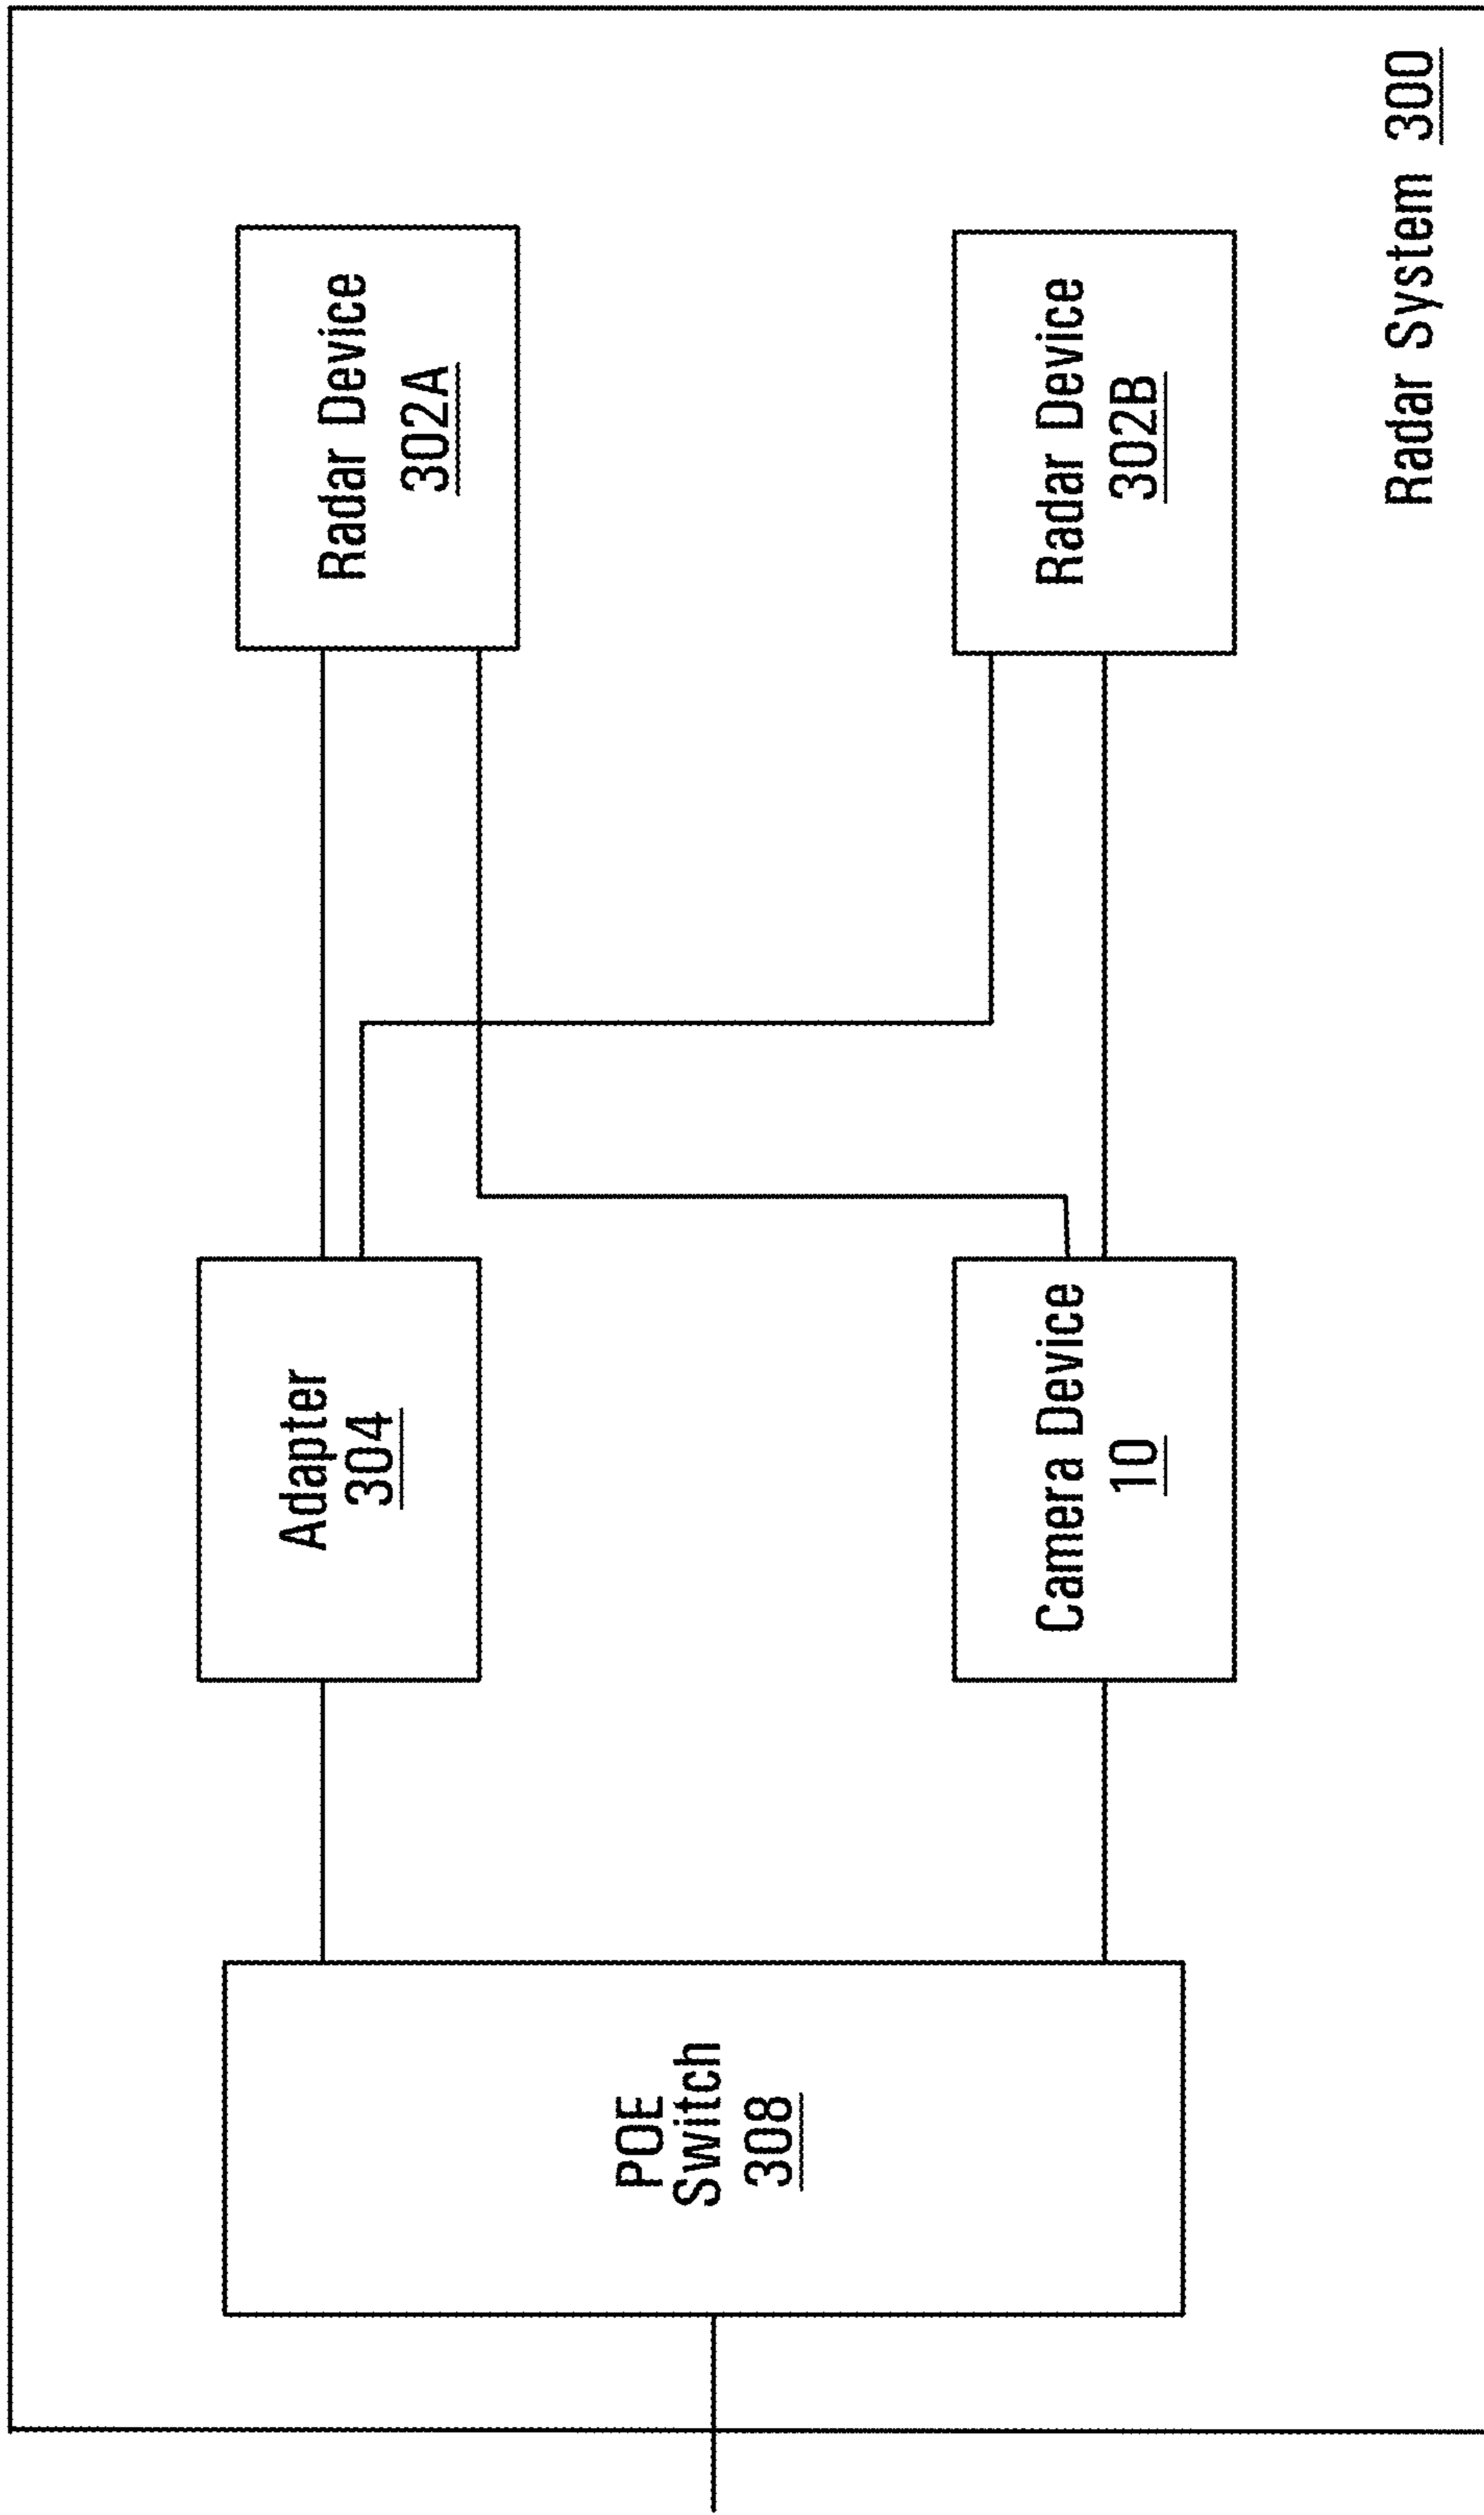 POE
Switch
308
Adapter
304
Camera Device
10
Radar Device
302A
Radar Device
302B
Radar System 300